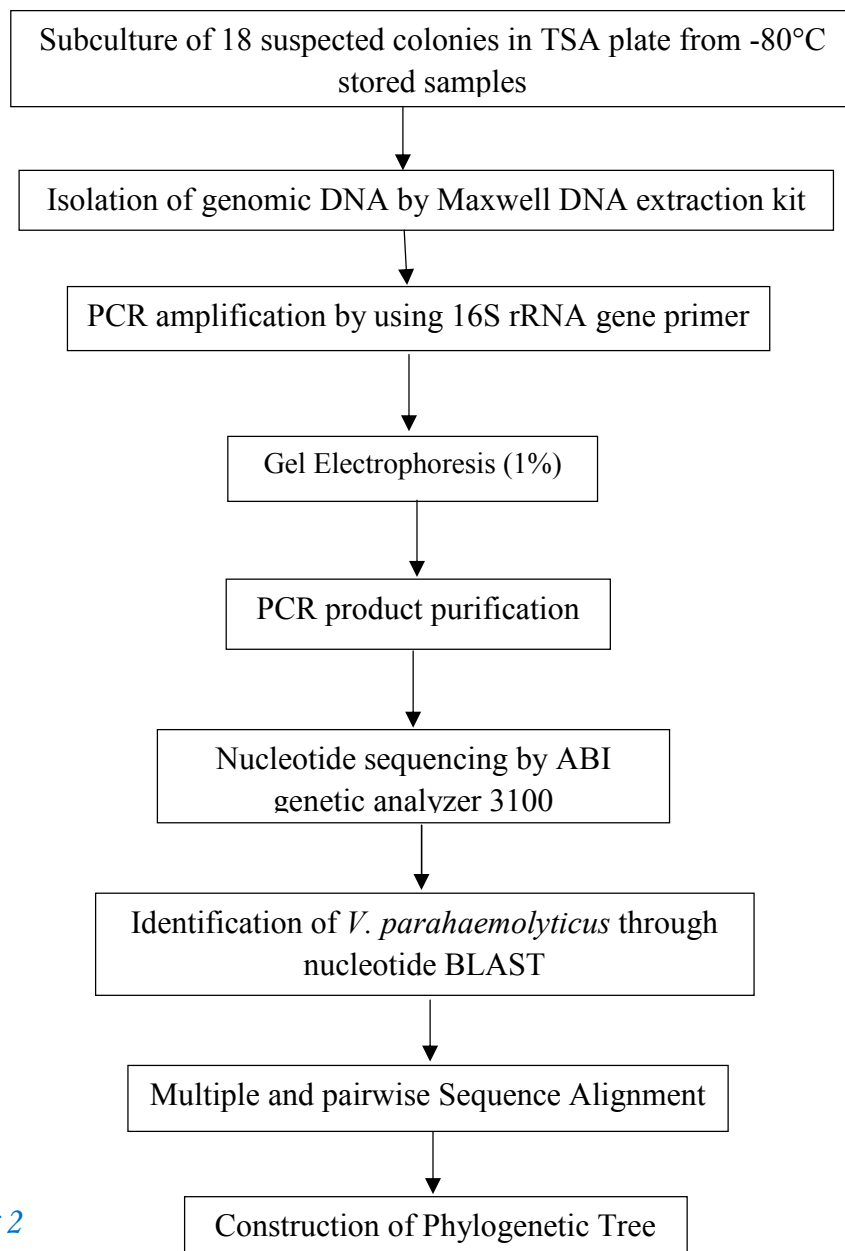 Subculture of 18 suspected colonies in TSA plate from -80°C
stored samples
Isolation of genomic DNA by Maxwell DNA extraction kit
PCR amplification by using 16S rRNA gene primer
Gel Electrophoresis (1%)
PCR product purification
Nucleotide sequencing by ABI
genetic analyzer 3100
Identification of V. parahaemolyticus through
nucleotide BLAST
Multiple and pairwise Sequence Alignment
2
Construction of Phylogenetic Tree